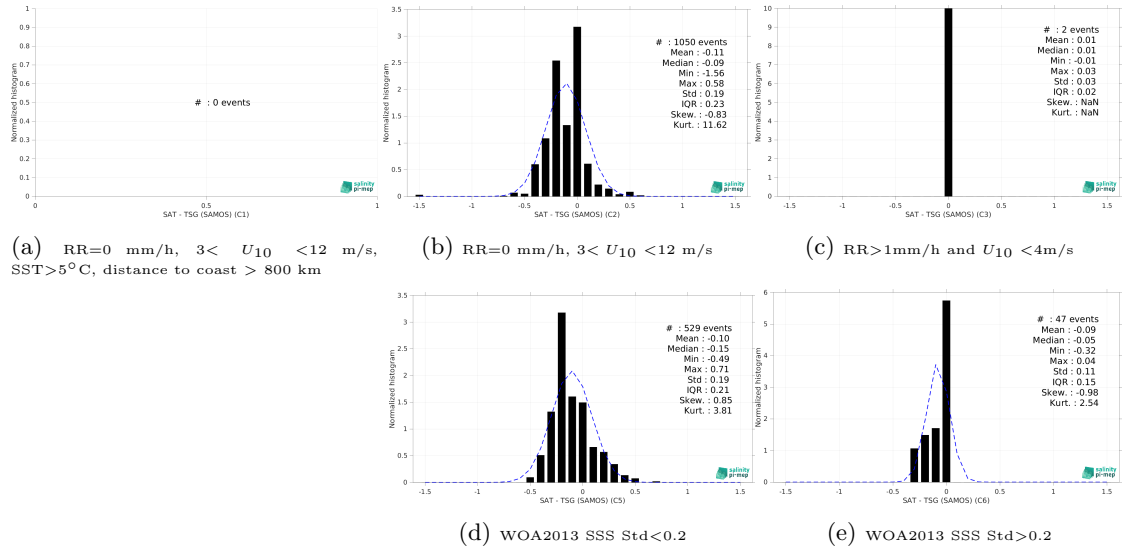 1
0.9
0.8
0.7
0.6
0.5
0.4
0.3
0.2
0.1
0
Normalized histogram
# : 0 events
salinity
pi-mep
0 0.5 1
SAT - TSG (SAMOS) (C1)
(a) RR=0 mm/h, 3< U10 <12 m/s,
SST>5°C, distance to coast > 800 km
3.5
3
2.5
2
1.5
1
0.5
0
Normalized histogram
# : 1050 events
Mean : -0.11
Median : -0.09
Min : -1.56
Max : 0.58
Std : 0.19
IQR : 0.23
Skew. : -0.83
Kurt. : 11.62
salinity
pi-mep
-1.5 -1 -0.5 0 0.5 1 1.5
SAT - TSG (SAMOS) (C2)
(b) RR=0 mm/h, 3< U10 <12 m/s
10
9
8
7
6
5
4
3
2
1
0
Normalized histogram
# : 2 events
Mean : 0.01
Median : 0.01
Min : -0.01
Max : 0.03
Std : 0.03
IQR : 0.02
Skew. : NaN
Kurt. : NaN
salinity
pi-mep
-1.5 -1 -0.5 0 0.5 1 1.5
SAT - TSG (SAMOS) (C3)
(c) RR>1mm/h and U10 <4m/s
3.5
3
2.5
2
1.5
1
0.5
0
Normalized histogram
# : 529 events
Mean : -0.10
Median : -0.15
Min : -0.49
Max : 0.71
Std : 0.19
IQR : 0.21
Skew. : 0.85
Kurt. : 3.81
salinity
pi-mep
-1.5 -1 -0.5 0 0.5 1 1.5
SAT - TSG (SAMOS) (C5)
(d) WOA2013 SSS Std<0.2
6
5
4
3
2
1
0
Normalized histogram
# : 47 events
Mean : -0.09
Median : -0.05
Min : -0.32
Max : 0.04
Std : 0.11
IQR : 0.15
Skew. : -0.98
Kurt. : 2.54
salinity
pi-mep
-1.5 -1 -0.5 0 0.5 1 1.5
SAT - TSG (SAMOS) (C6)
(e) WOA2013 SSS Std>0.2